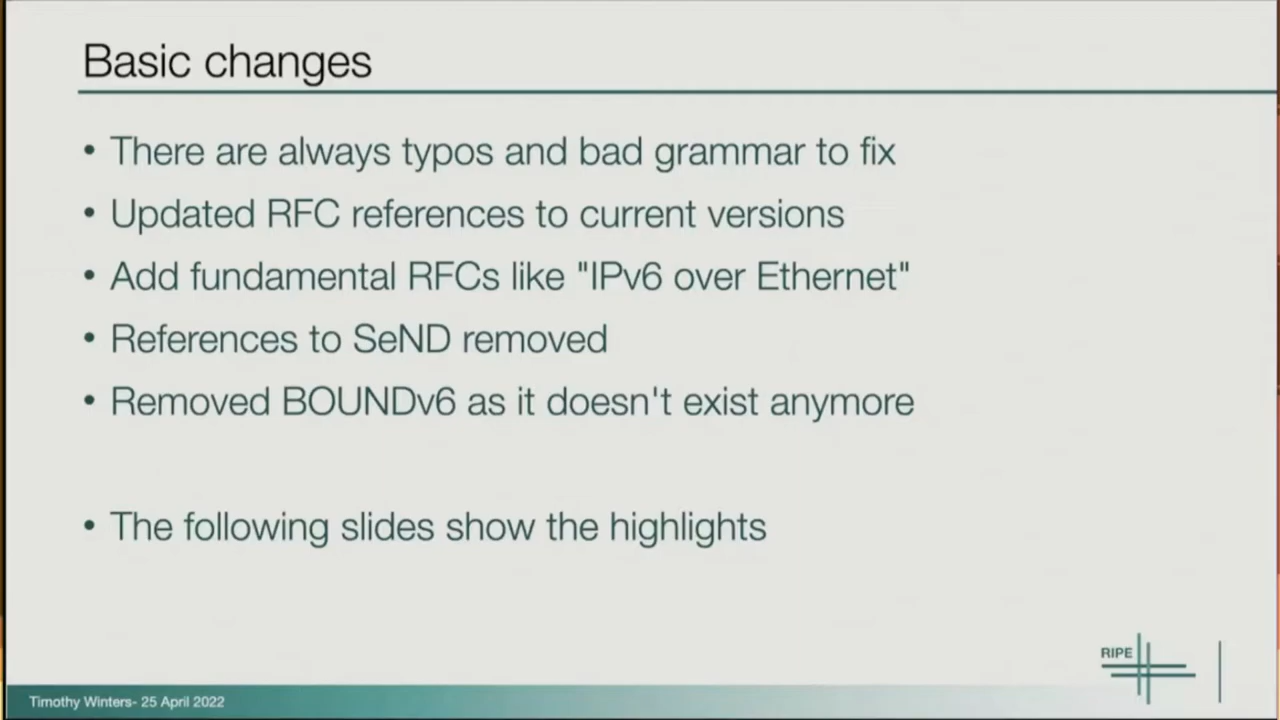 Basic changes
• There are always typos and bad grammar to fix
• Updated RFC references to current versions
• Add fundamental RFCs like "IPv6 over Ethernet"
• References to SeND removed
• Removed BOUNDv6 as it doesn't exist anymore
• The following slides show the highlights
RIPE
Timothy Winters- 25 April 2022